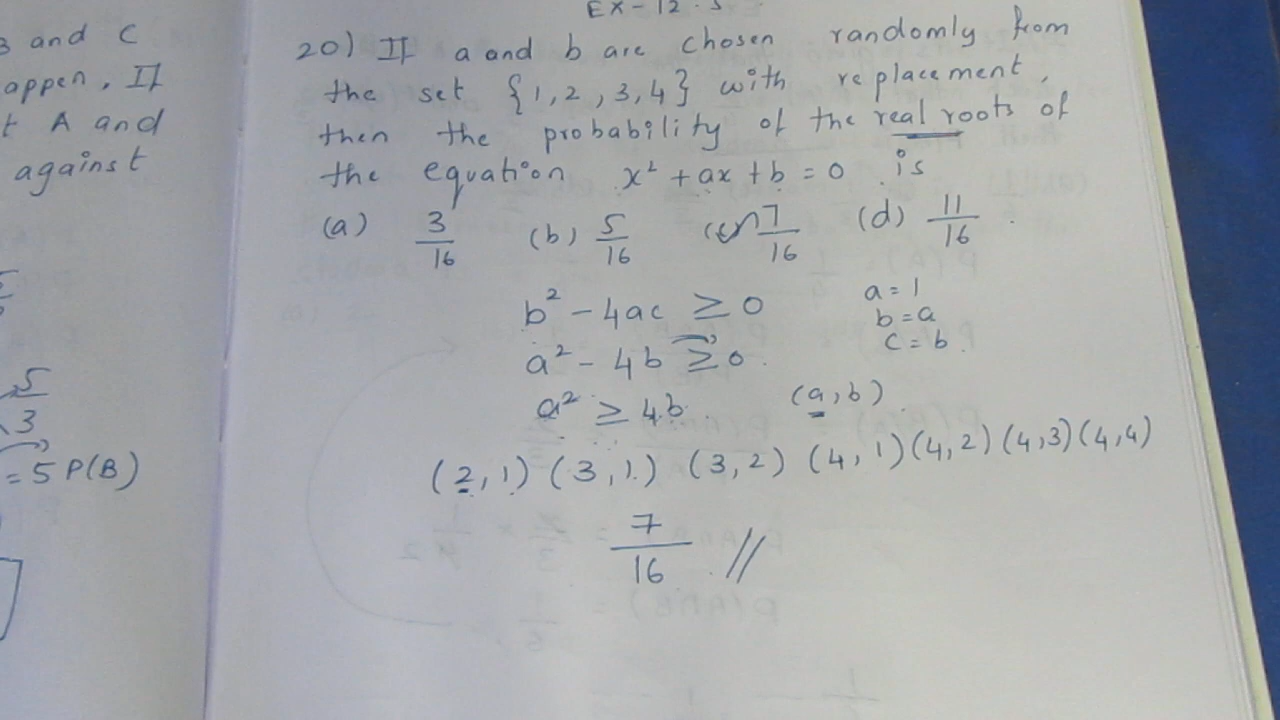 EX-12.
B and C
appen, If
t A and
against
5
3
= 5 P(B)
20) If a and b are chosen randomly from
the set {1,2,3,4} with replacement,
then the probability of the real roots of
the equation x² + ax + b = 0 is
(a) 3/16 (b) 5/16 (c) 7/16 (d) 11/16.
b² - 4ac ≥ 0 a = 1
b = a
a² - 4b ≥ 0. c = b.
a² ≥ 4b. (a,b).
(2,1) (3,1) (3,2) (4,1) (4,2) (4,3) (4,4)
7/16 //